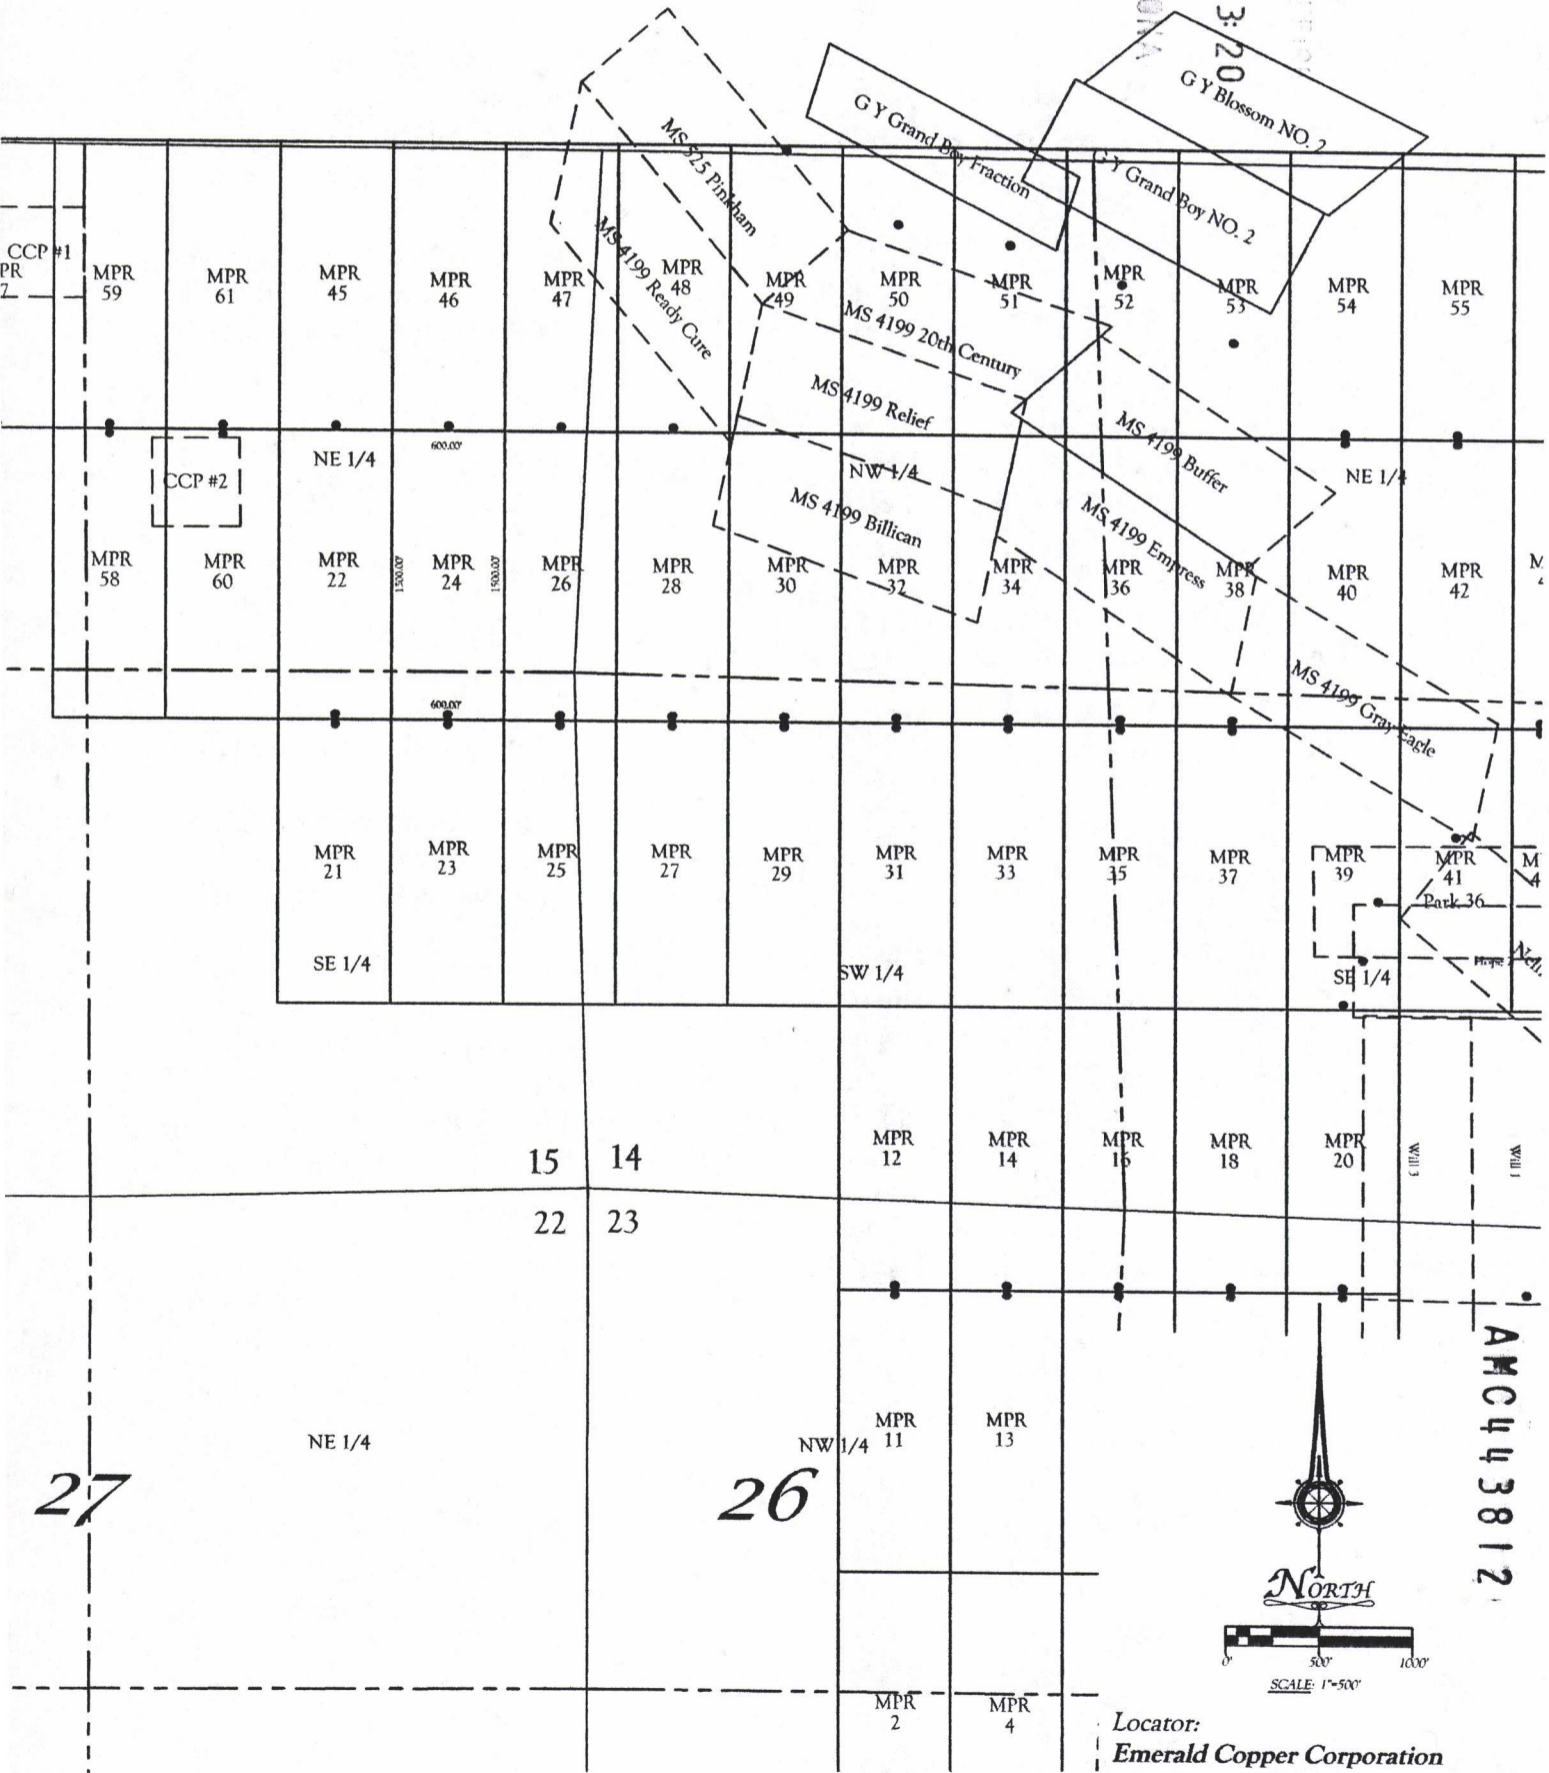 3:20
G Y Blossom NO. 2
G Y Grand Boy Fraction
G Y Grand Boy NO. 2
MS 525 Pinkham
MS 4199 Ready Cure
CCP #1
PR
7
MPR
59
MPR
61
MPR
45
MPR
46
MPR
47
MPR
48
MPR
49
MPR
50
MPR
51
MPR
52
MPR
53
MPR
54
MPR
55
MS 4199 20th Century
MS 4199 Relief
MS 4199 Buffer
600.00'
NE 1/4
NW 1/4
NE 1/4
CCP #2
MS 4199 Billican
MS 4199 Empress
MPR
58
MPR
60
MPR
22
1300.00'
MPR
24
1500.00'
MPR
26
MPR
28
MPR
30
MPR
32
MPR
34
MPR
36
MPR
38
MPR
40
MPR
42
MS 4199 Gray Eagle
600.00'
MPR
21
MPR
23
MPR
25
MPR
27
MPR
29
MPR
31
MPR
33
MPR
35
MPR
37
MPR
39
MPR
41
M
4
Park 36
SE 1/4
SW 1/4
SE 1/4
MPR
12
MPR
14
MPR
16
MPR
18
MPR
20
Will 3
Will 1
15 14
22 23
AMC443812
NE 1/4
NW 1/4
MPR
11
MPR
13
27
26
NORTH
0' 500' 1000'
SCALE: 1"=500'
MPR
2
MPR
4
Locator:
Emerald Copper Corporation